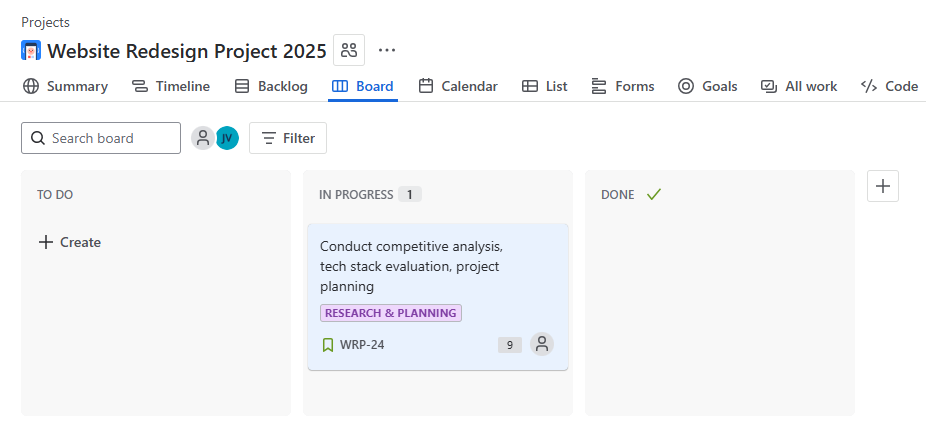 Projects
Website Redesign Project 2025
Summary
Timeline
Backlog
Board
Calendar
List
Forms
Goals
All work
Code
Search board
JV
Filter
TO DO
Create
IN PROGRESS 1
Conduct competitive analysis,
tech stack evaluation, project
planning
RESEARCH & PLANNING
WRP-24
9
DONE